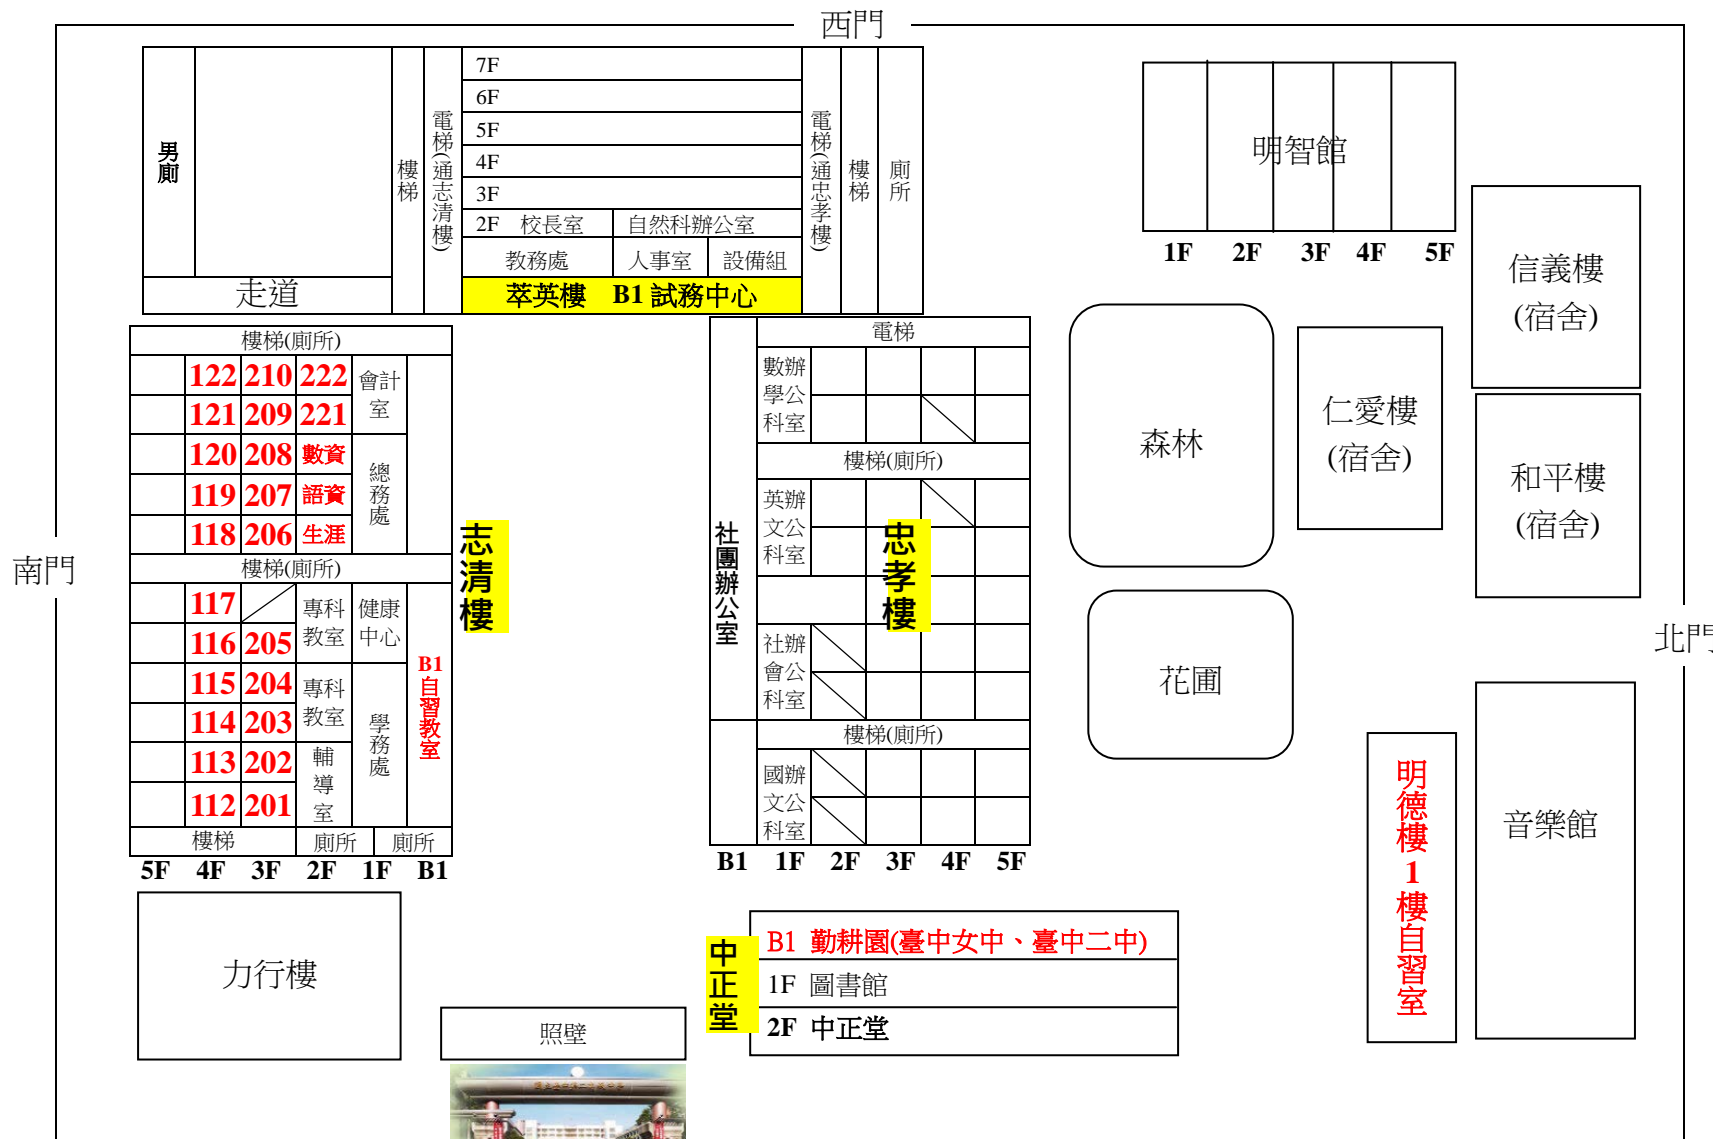 西門
男廁
走道
樓梯
電梯(通志清樓)
7F
6F
5F
4F
3F
2F 校長室
自然科辦公室
教務處
人事室
設備組
萃英樓 B1 試務中心
電梯(通忠孝樓)
樓梯
廁所
明智館
1F 2F 3F 4F 5F
信義樓
(宿舍)
仁愛樓
(宿舍)
和平樓
(宿舍)
森林
花圃
南門
北門
樓梯(廁所)
122 210 222
121 209 221
會計室
120 208 數資
119 207 語資
118 206 生涯
總務處
樓梯(廁所)
117
116 205
專科教室
健康中心
115 204
114 203
專科教室
113 202
112 201
輔導室
學務處
B1自習教室
樓梯
廁所
廁所
5F 4F 3F 2F 1F B1
志清樓
社團辦公室
電梯
數學科辦公室
樓梯(廁所)
英文科辦公室
社會科辦公室
樓梯(廁所)
國文科辦公室
B1 1F 2F 3F 4F 5F
忠孝樓
力行樓
照壁
中正堂
B1 勤耕園(臺中女中、臺中二中)
1F 圖書館
2F 中正堂
明德樓1樓自習室
音樂館